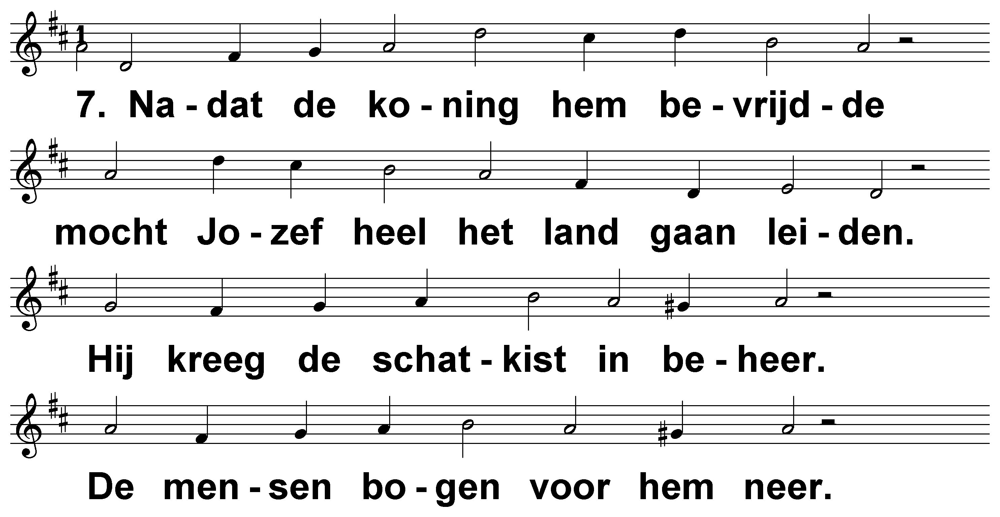 1
7. Na - dat de ko - ning hem be - vrijd - de
mocht Jo - zef heel het land gaan lei - den.
Hij kreeg de schat - kist in be - heer.
De men - sen bo - gen voor hem neer.